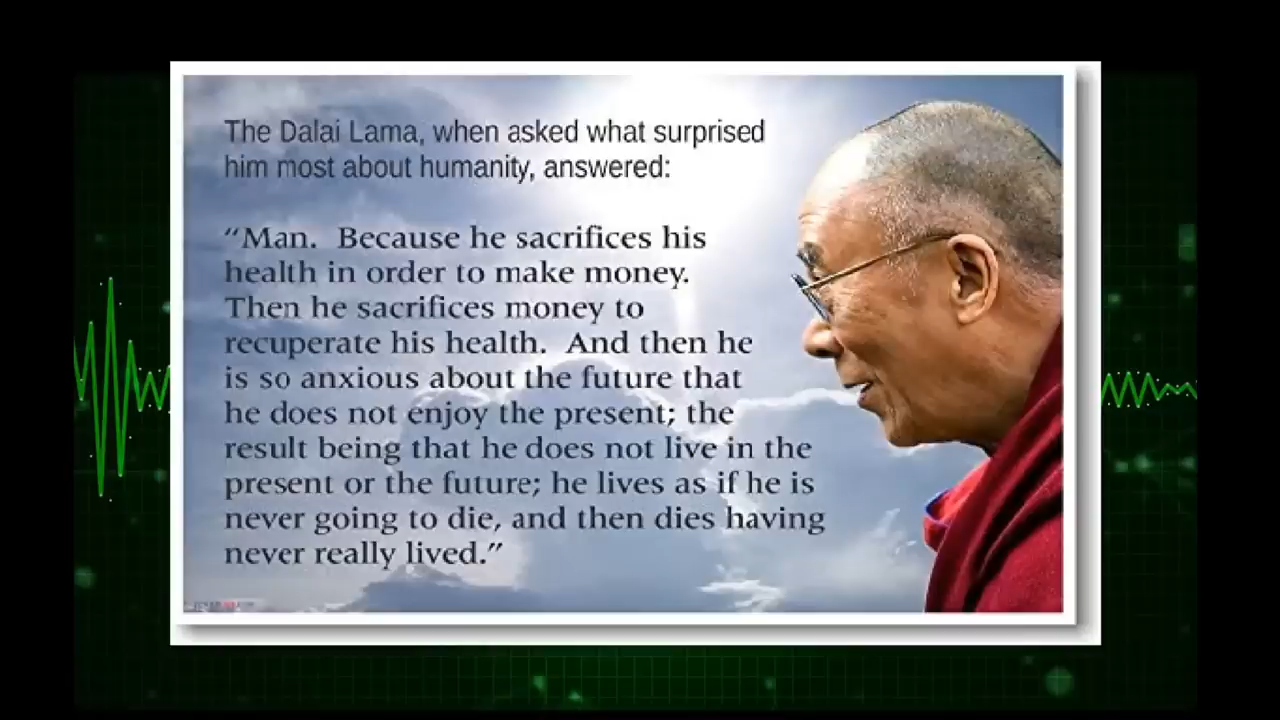 The Dalai Lama, when asked what surprised
him most about humanity, answered:
“Man. Because he sacrifices his
health in order to make money.
Then he sacrifices money to
recuperate his health. And then he
is so anxious about the future that
he does not enjoy the present; the
result being that he does not live in the
present or the future; he lives as if he is
never going to die, and then dies having
never really lived.”